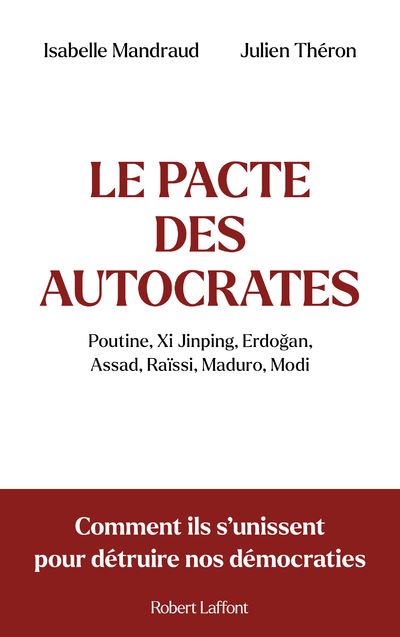 Isabelle Mandraud Julien Théron
LE PACTE
DES
AUTOCRATES
Poutine, Xi Jinping, Erdoğan,
Assad, Raïssi, Maduro, Modi
Comment ils s’unissent
pour détruire nos démocraties
Robert Laffont